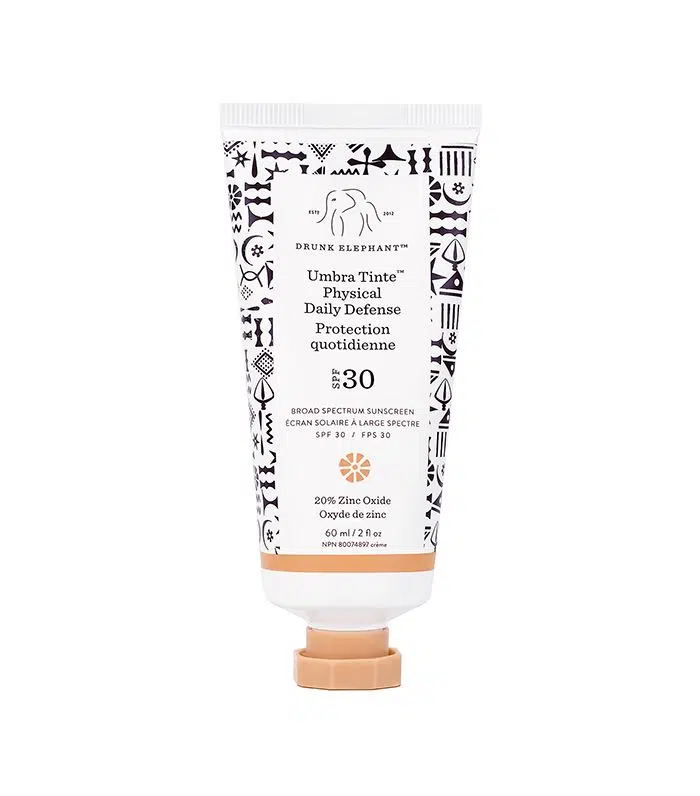 ESTD 2012
DRUNK ELEPHANT™
Umbra Tinte™
Physical
Daily Defense
Protection
quotidienne
SPF 30
BROAD SPECTRUM SUNSCREEN
ÉCRAN SOLAIRE À LARGE SPECTRE
SPF 30 / FPS 30
20% Zinc Oxide
Oxyde de zinc
60 ml / 2 fl oz
NPN 80074897 crème